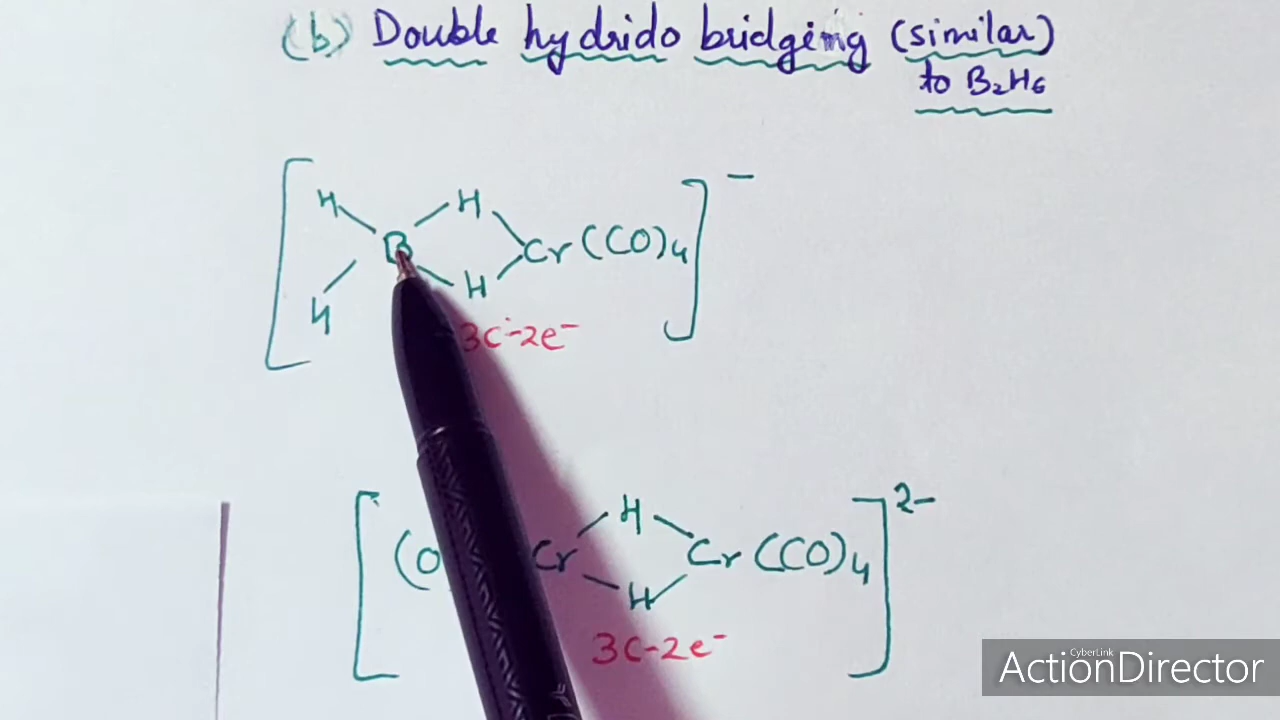 (b) Double hydrido bridging (similar)
to B₂H₆
[ H H ]⁻
B Cr(CO)₄
H H
3C-2e⁻
[ H ]²⁻
(O Cr Cr(CO)₄
H
3C-2e⁻
CyberLink
ActionDirector